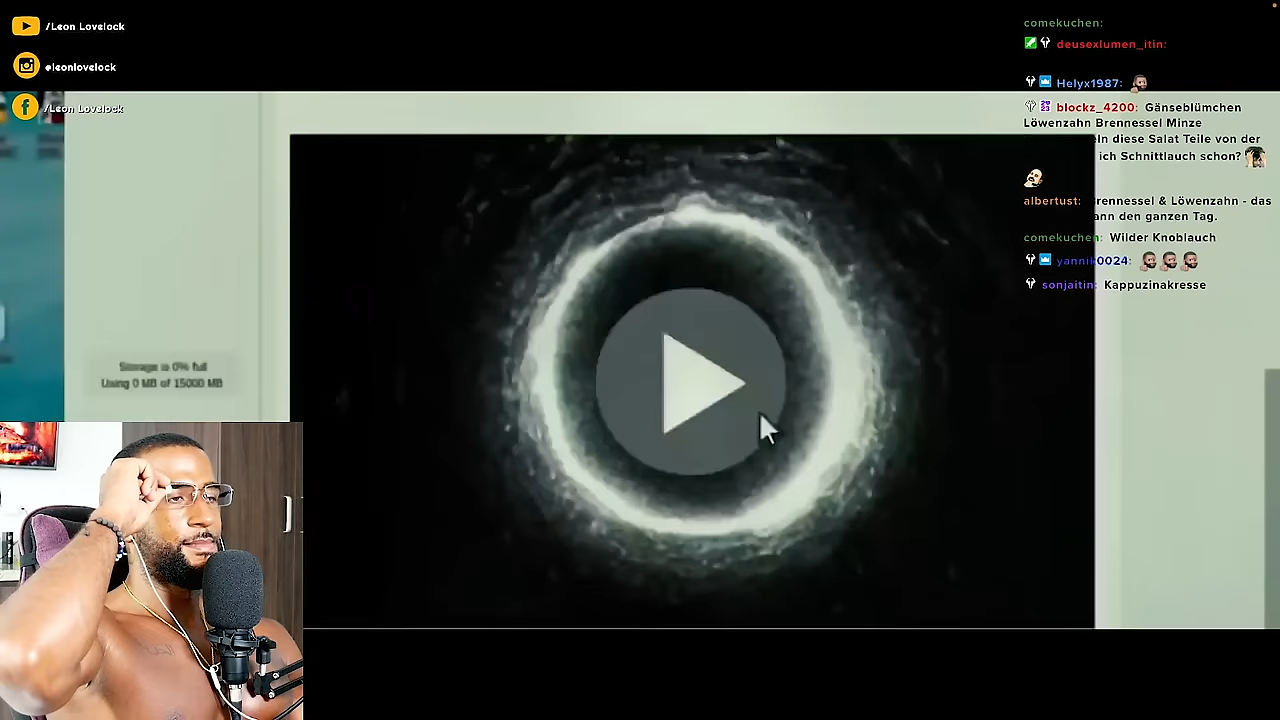 /Leon Lovelock
@leonlovelock
/Leon Lovelock
Storage is 0% full
Using 0 MB of 15000 MB
comekuchen:
deusexlumen_itin:
Helyx1987:
blockz_4200: Gänseblümchen
Löwenzahn Brennessel Minze
eln diese Salat Teile von der
ich Schnittlauch schon?
albertust: Brennessel & Löwenzahn - das
ann den ganzen Tag.
comekuchen: Wilder Knoblauch
yannik0024:
sonjaitin: Kappuzinakresse